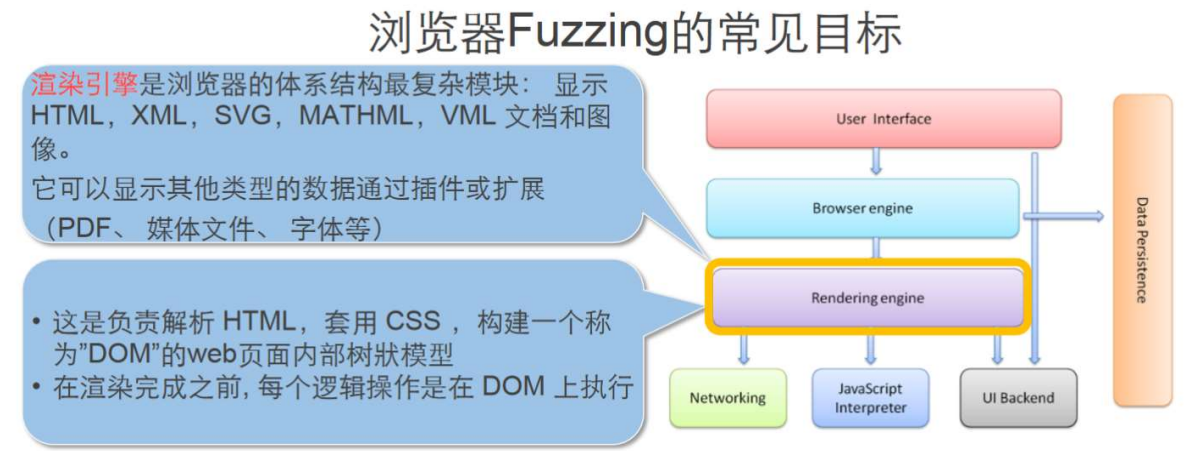 浏览器Fuzzing的常见目标
渲染引擎是浏览器的体系结构最复杂模块： 显示
HTML，XML，SVG，MATHML，VML 文档和图
像。
它可以显示其他类型的数据通过插件或扩展
（PDF、 媒体文件、 字体等）
• 这是负责解析 HTML，套用 CSS ，构建一个称
为”DOM”的web页面内部树狀模型
• 在渲染完成之前, 每个逻辑操作是在 DOM 上执行
User Interface
Browser engine
Rendering engine
Networking
JavaScript
Interpreter
UI Backend
Data Persistence